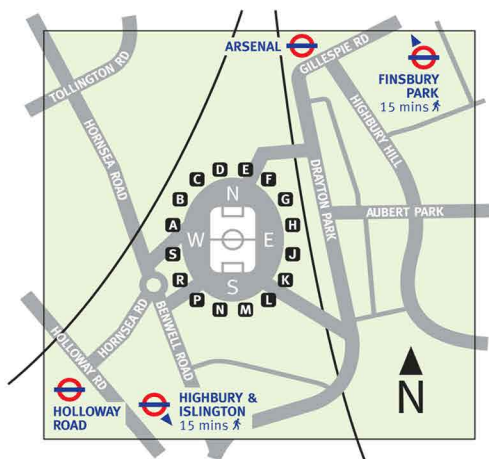 ARSENAL
GILLESPIE RD
FINSBURY
PARK
15 mins
TOLLINGTON RD
HORNSEA ROAD
HIGHBURY HILL
DRAYTON PARK
AUBERT PARK
D
E
C
F
B
G
A
H
S
J
R
K
P
L
N
M
N
W
E
S
HORNSEA RD
BENWELL ROAD
HOLLOWAY RD
HOLLOWAY
ROAD
HIGHBURY &
ISLINGTON
15 mins
N